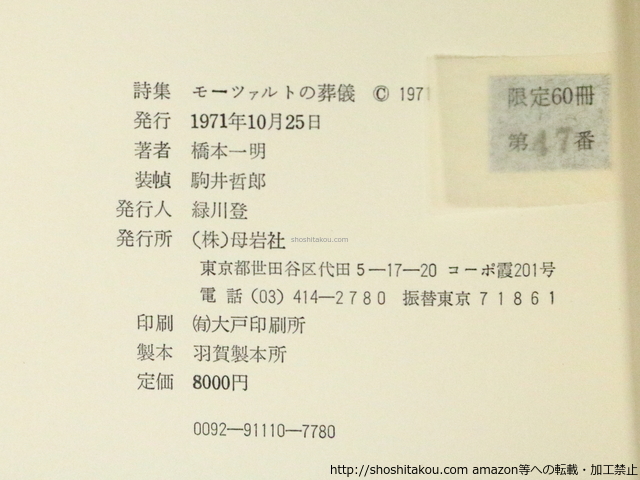 詩集 モーツァルトの葬儀 © 1971
発行 1971年10月25日
著者 橋本一明
装幀 駒井哲郎
発行人 緑川登
発行所 (株)母岩社
東京都世田谷区代田5―17―20 コーポ霞201号
電話(03)414―2780 振替東京71861
印刷 ㈲大戸印刷所
製本 羽賀製本所
定価 8000円
0092―91110―7780
限定60冊
第47番
shoshitakou.com
http://shoshitakou.com amazon等への転載・加工禁止